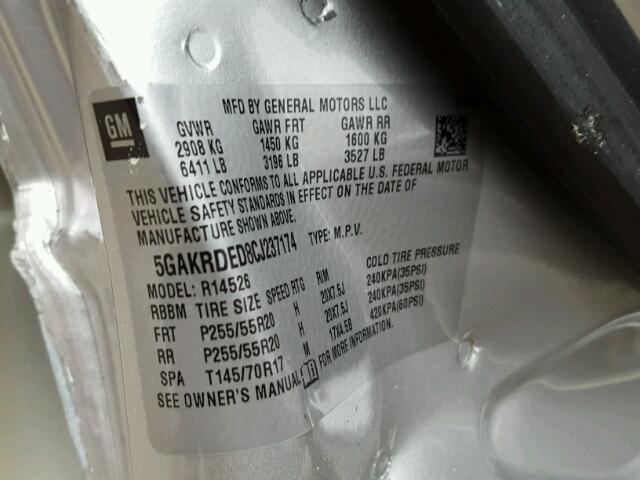 GM
MFD BY GENERAL MOTORS LLC
GVWR GAWR FRT GAWR RR
2908 KG 1450 KG 1600 KG
6411 LB 3196 LB 3527 LB
THIS VEHICLE CONFORMS TO ALL APPLICABLE U.S. FEDERAL MOTOR
VEHICLE SAFETY STANDARDS IN EFFECT ON THE DATE OF
MANUFACTURE SHOWN ABOVE.
5GAKRDED8CJ237174 TYPE: M.P.V.
MODEL: R14526
RBBM TIRE SIZE SPEED RTG RIM COLD TIRE PRESSURE
FRT P255/55R20 H 20X7.5J 240KPA(35PSI)
RR P255/55R20 H 20X7.5J 240KPA(35PSI)
SPA T145/70R17 M 17X4.5B 420KPA(60PSI)
SEE OWNER'S MANUAL FOR MORE INFORMATION.